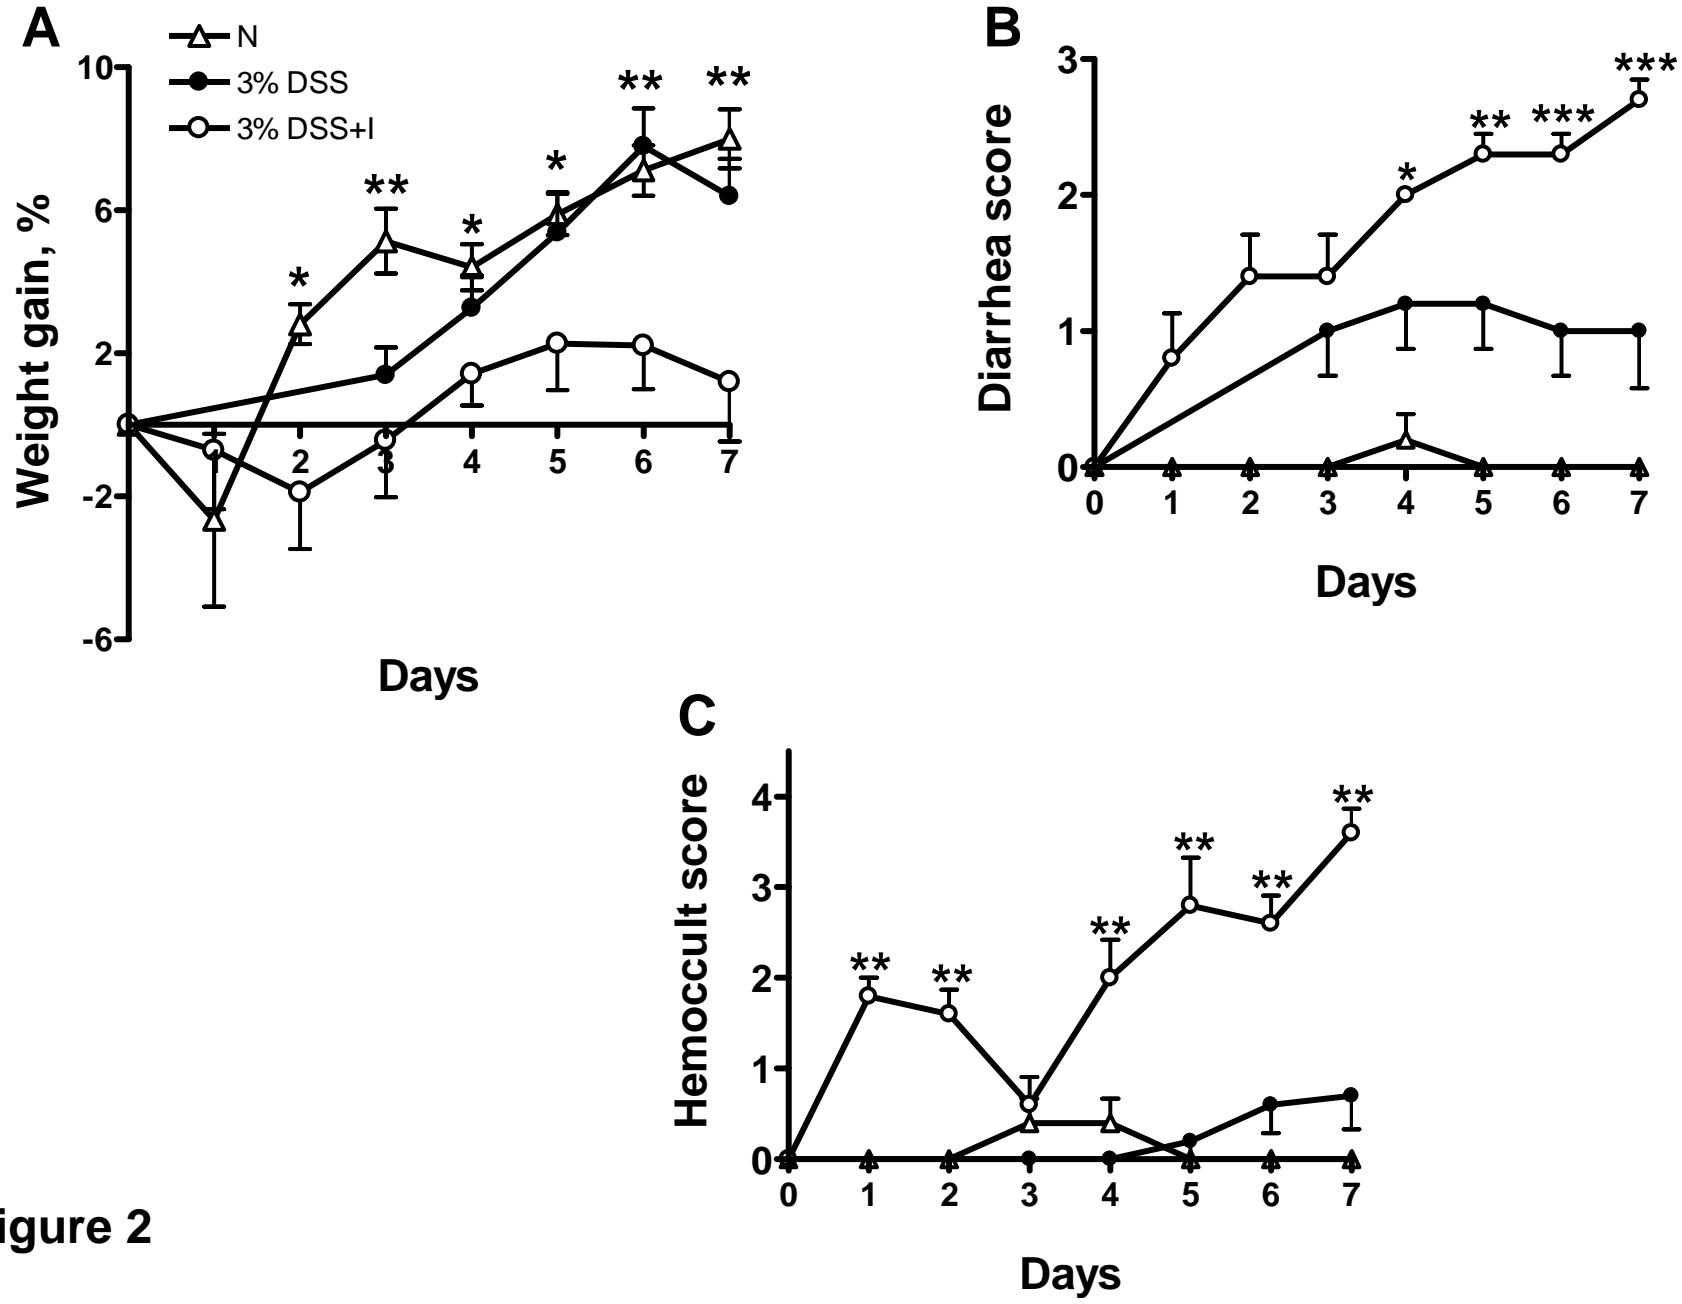 A
N
3% DSS
3% DSS+I
Weight gain, %
10
6
2
-2
-6
* ** * * ** **
1 2 3 4 5 6 7
Days
B
Diarrhea score
3
2
1
0
* ** *** ***
0 1 2 3 4 5 6 7
Days
C
Hemoccult score
4
3
2
1
0
** ** ** ** ** **
0 1 2 3 4 5 6 7
Days
igure 2